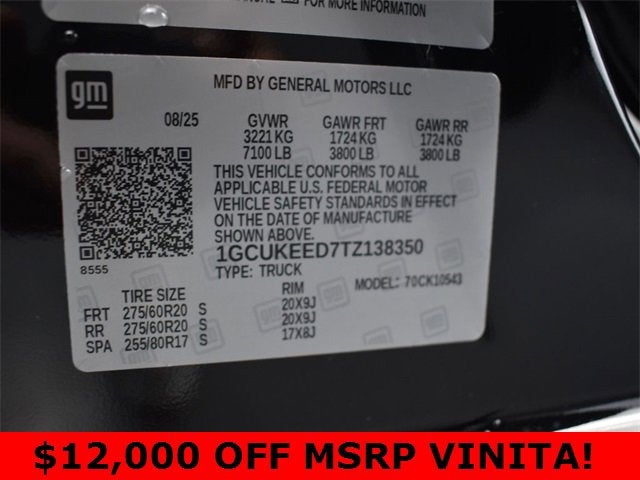 FOR MORE INFORMATION
gm
MFD BY GENERAL MOTORS LLC
08/25 GVWR GAWR FRT GAWR RR
3221 KG 1724 KG 1724 KG
7100 LB 3800 LB 3800 LB
THIS VEHICLE CONFORMS TO ALL
APPLICABLE U.S. FEDERAL MOTOR
VEHICLE SAFETY STANDARDS IN EFFECT
ON THE DATE OF MANUFACTURE
SHOWN ABOVE.
8555
1GCUKEED7TZ138350
TYPE: TRUCK MODEL: 70CK10543
TIRE SIZE RIM
FRT 275/60R20 S 20X9J
RR 275/60R20 S 20X9J
SPA 255/80R17 S 17X8J
$12,000 OFF MSRP VINITA!